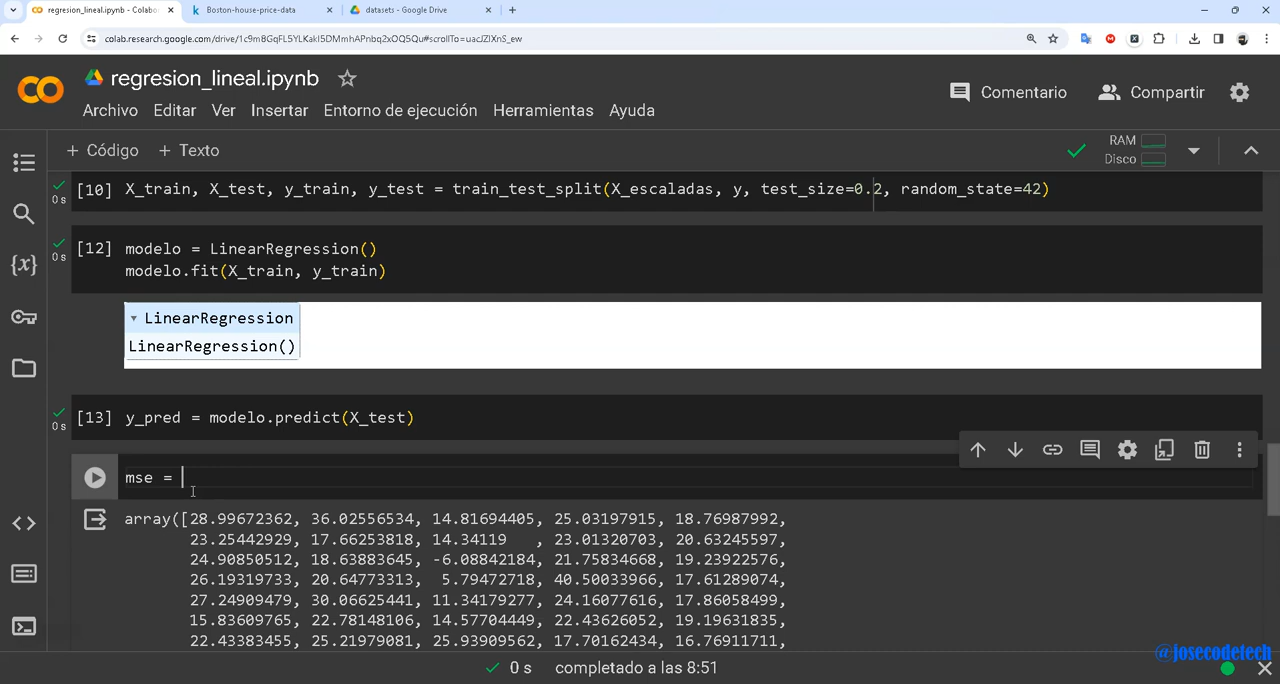 regresion_lineal.ipynb - Colabo
Boston-house-price-data
datasets - Google Drive
colab.research.google.com/drive/1c9m8GqFL5YLKakI5DMmhAPnbq2xOQ5Qu#scrollTo=uacJZIXnS_ew
regresion_lineal.ipynb
Comentario
Compartir
Archivo Editar Ver Insertar Entorno de ejecución Herramientas Ayuda
+ Código + Texto
RAM
Disco
[10] X_train, X_test, y_train, y_test = train_test_split(X_escaladas, y, test_size=0.2, random_state=42)
0 s
[12] modelo = LinearRegression()
0 s
modelo.fit(X_train, y_train)
LinearRegression
LinearRegression()
[13] y_pred = modelo.predict(X_test)
0 s
mse =
array([28.99672362, 36.02556534, 14.81694405, 25.03197915, 18.76987992,
23.25442929, 17.66253818, 14.34119 , 23.01320703, 20.63245597,
24.90850512, 18.63883645, -6.08842184, 21.75834668, 19.23922576,
26.19319733, 20.64773313, 5.79472718, 40.50033966, 17.61289074,
27.24909479, 30.06625441, 11.34179277, 24.16077616, 17.86058499,
15.83609765, 22.78148106, 14.57704449, 22.43626052, 19.19631835,
22.43383455, 25.21979081, 25.93909562, 17.70162434, 16.76911711,
@josecodetech
0 s completado a las 8:51